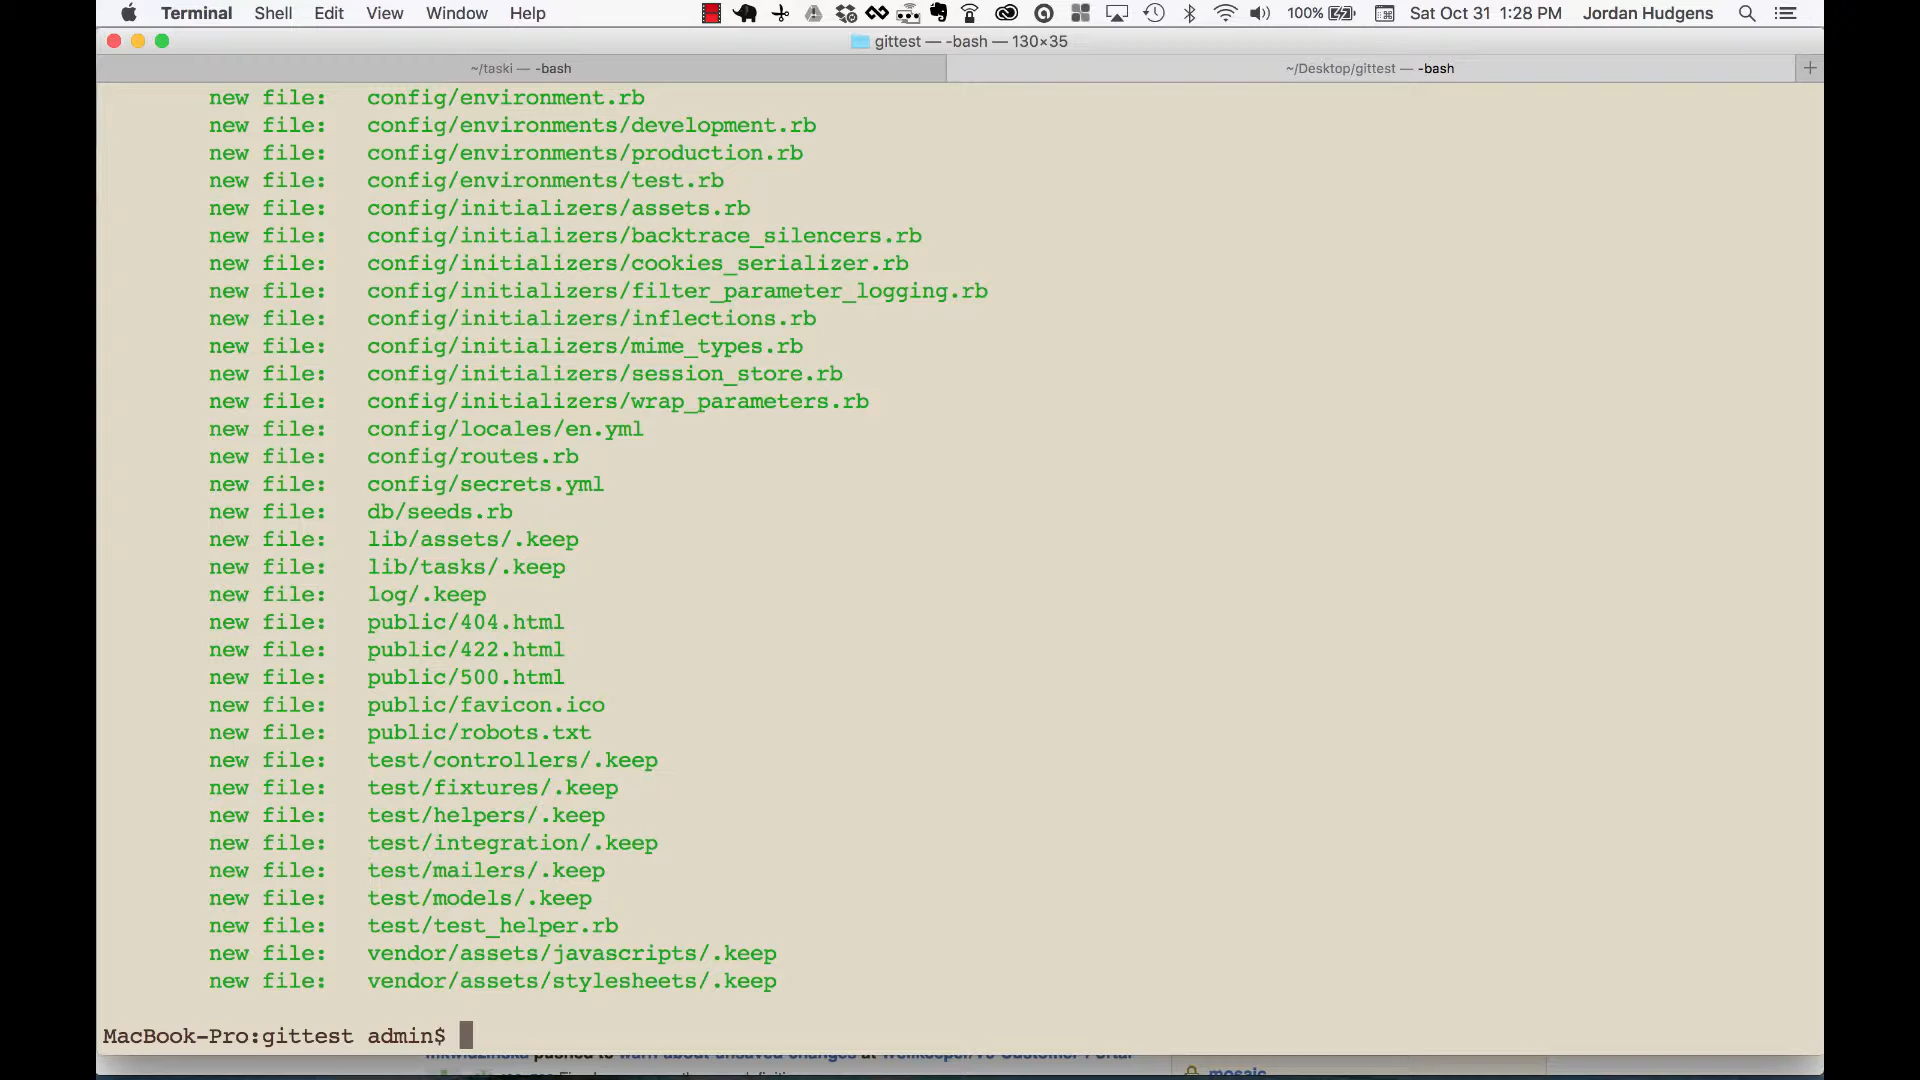 Terminal Shell Edit View Window Help 100% Sat Oct 31 1:28 PM Jordan Hudgens
gittest — -bash — 130×35
~/taski — -bash ~/Desktop/gittest — -bash +
new file: config/environment.rb
new file: config/environments/development.rb
new file: config/environments/production.rb
new file: config/environments/test.rb
new file: config/initializers/assets.rb
new file: config/initializers/backtrace_silencers.rb
new file: config/initializers/cookies_serializer.rb
new file: config/initializers/filter_parameter_logging.rb
new file: config/initializers/inflections.rb
new file: config/initializers/mime_types.rb
new file: config/initializers/session_store.rb
new file: config/initializers/wrap_parameters.rb
new file: config/locales/en.yml
new file: config/routes.rb
new file: config/secrets.yml
new file: db/seeds.rb
new file: lib/assets/.keep
new file: lib/tasks/.keep
new file: log/.keep
new file: public/404.html
new file: public/422.html
new file: public/500.html
new file: public/favicon.ico
new file: public/robots.txt
new file: test/controllers/.keep
new file: test/fixtures/.keep
new file: test/helpers/.keep
new file: test/integration/.keep
new file: test/mailers/.keep
new file: test/models/.keep
new file: test/test_helper.rb
new file: vendor/assets/javascripts/.keep
new file: vendor/assets/stylesheets/.keep
MacBook-Pro:gittest admin$
pushed to warn about unsaved changes at
mosaic